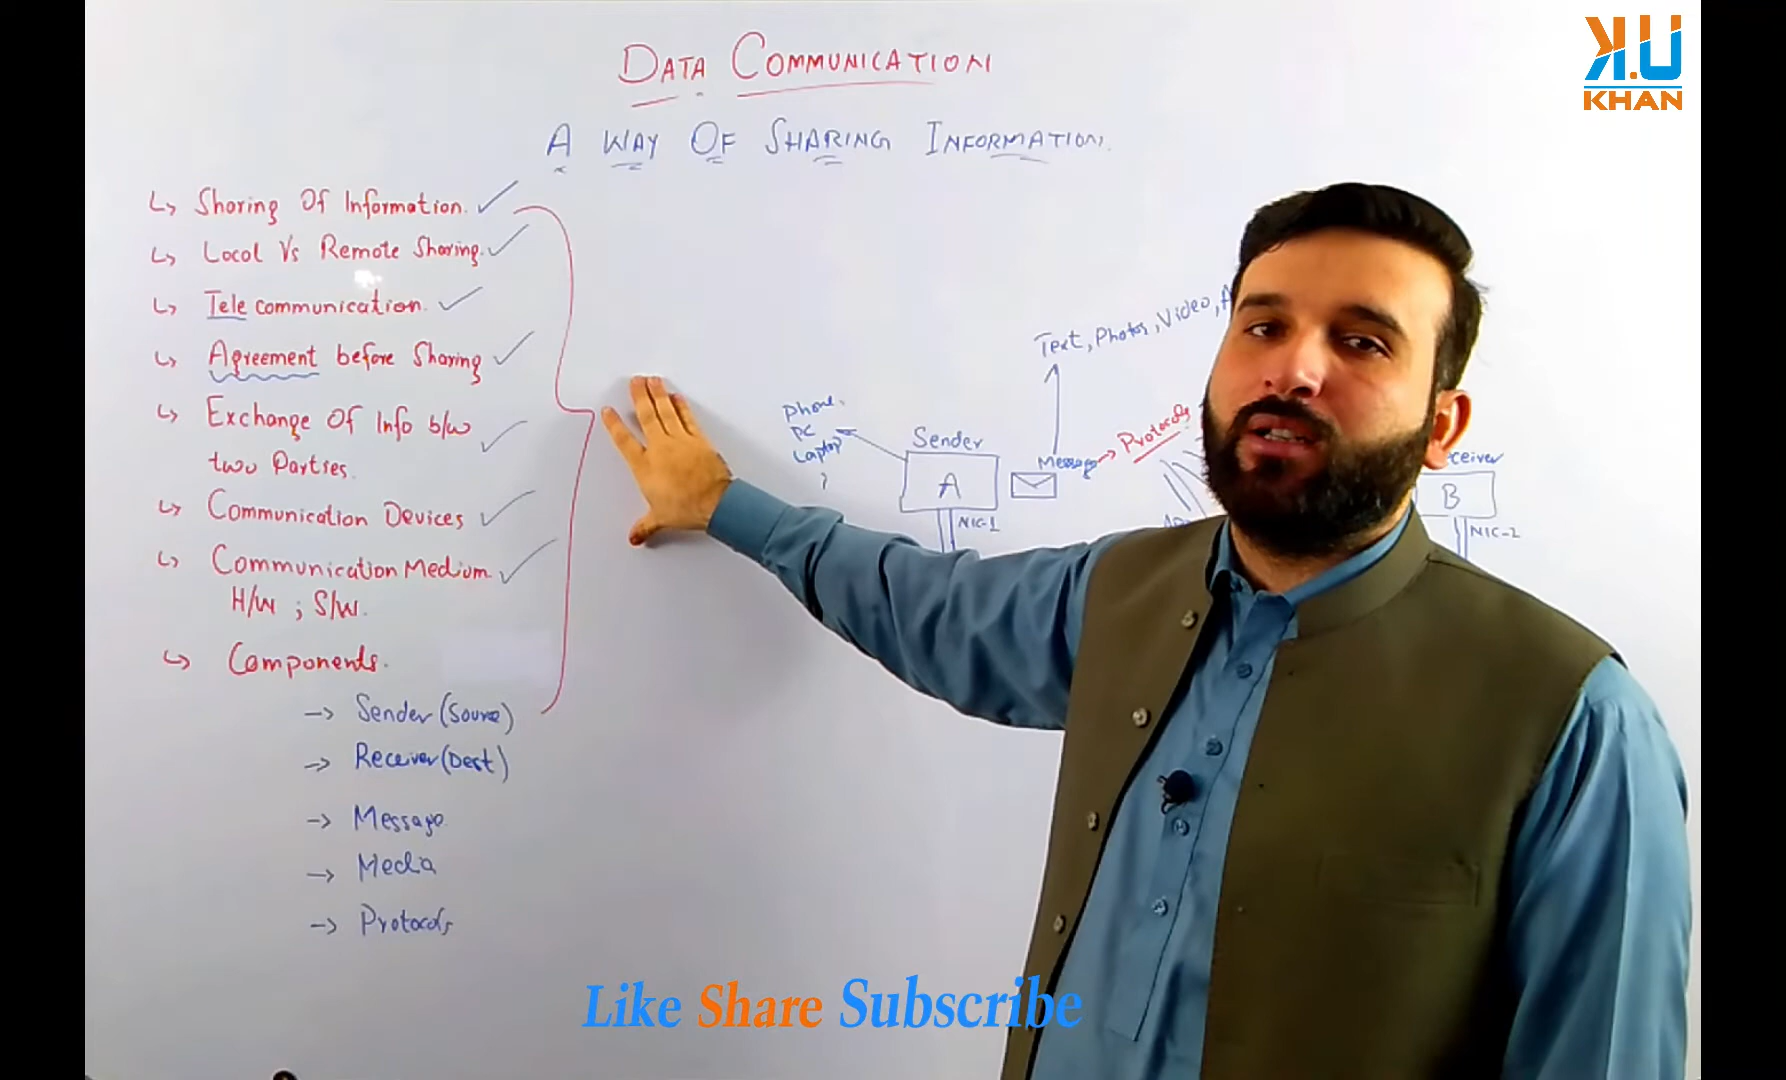 DATA COMMUNICATION
A WAY OF SHARING INFORMATION.
K.U
KHAN
↳ Sharing Of Information.
↳ Local Vs Remote Sharing.
↳ Tele communication.
↳ Agreement before Sharing
↳ Exchange Of Info b/w
two Parties.
↳ Communication Devices
↳ Communication Medium
H/w ; S/w.
↳ Components.
→ Sender (Source)
→ Receiver (Dest)
→ Message
→ Media
→ Protocols
Text, Photos, Video, A
Phone,
PC
Laptop
Sender
A
NIC-1
Message → Protocols
ceiver
B
NIC-2
Like Share Subscribe